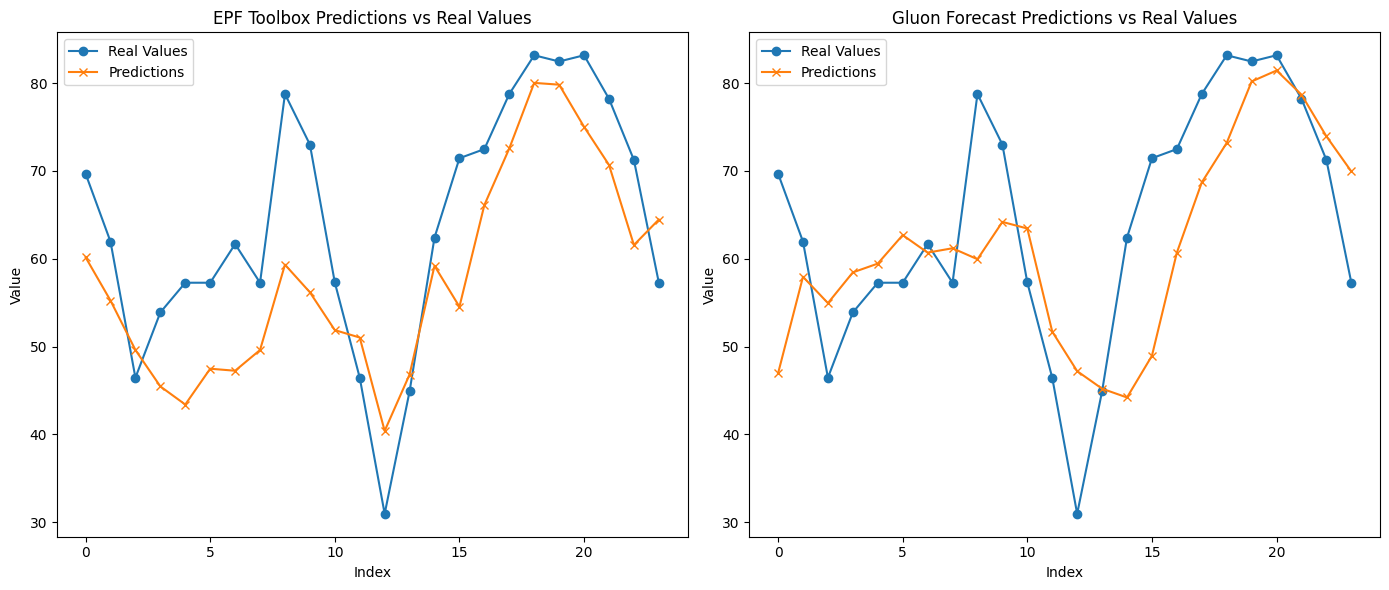 EPF Toolbox Predictions vs Real Values
Real Values
Predictions
80
70
60
50
40
30
Value
0 5 10 15 20
Index
Gluon Forecast Predictions vs Real Values
Real Values
Predictions
80
70
60
50
40
30
Value
0 5 10 15 20
Index